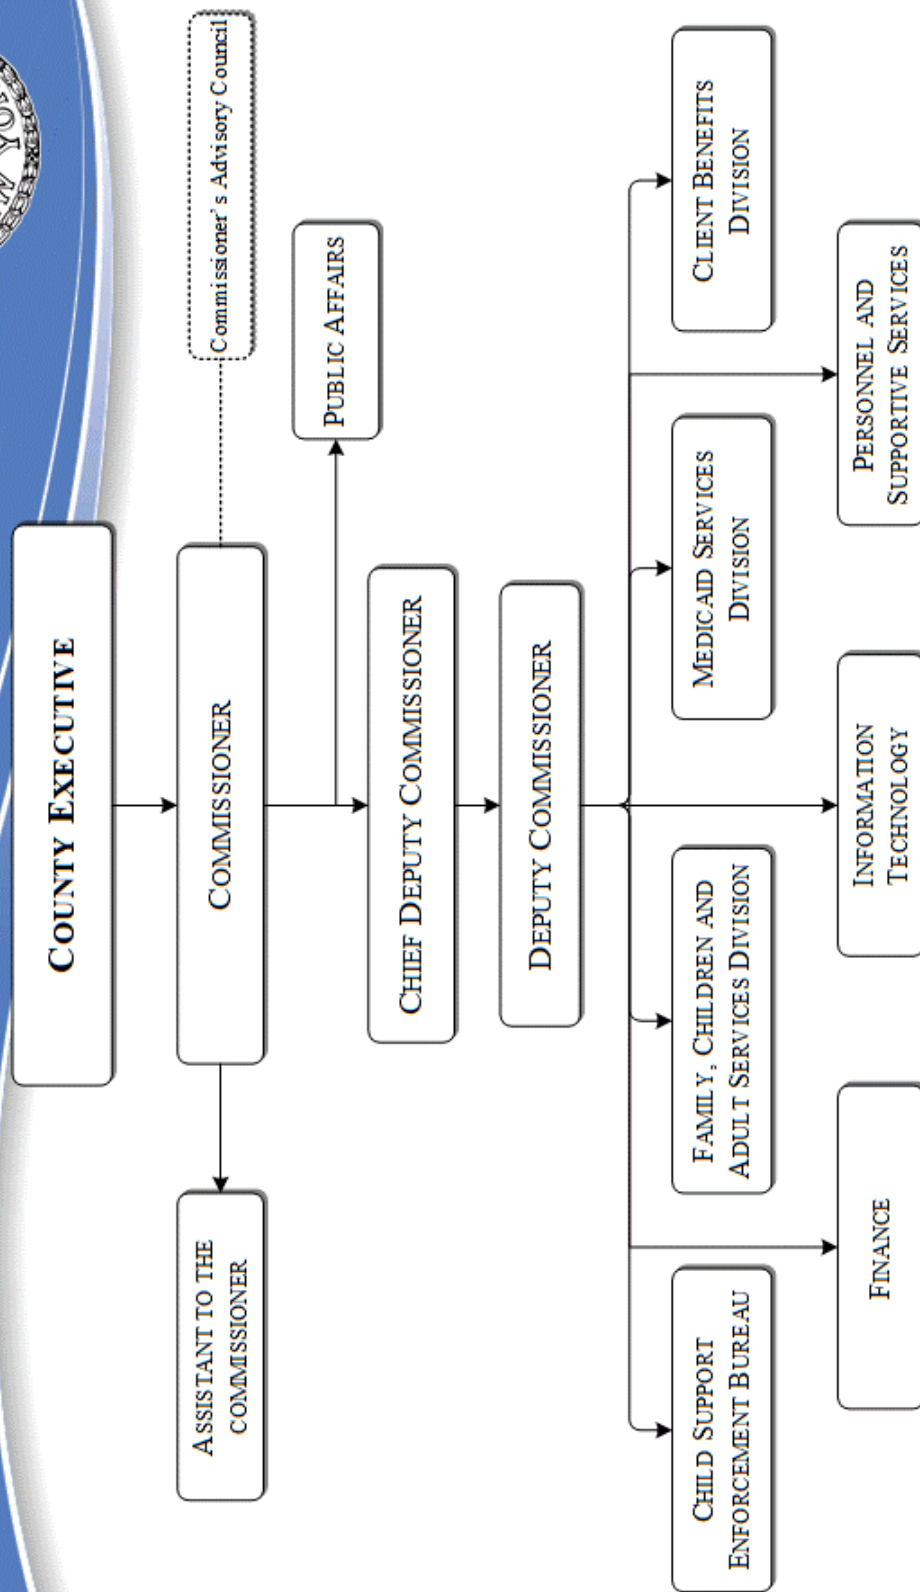 W YO
COUNTY EXECUTIVE
ASSISTANT TO THE
COMMISSIONER
COMMISSIONER
Commissioner's Advisory Council
PUBLIC AFFAIRS
CHIEF DEPUTY COMMISSIONER
DEPUTY COMMISSIONER
CHILD SUPPORT
ENFORCEMENT BUREAU
FAMILY, CHILDREN AND
ADULT SERVICES DIVISION
MEDICAID SERVICES
DIVISION
CLIENT BENEFITS
DIVISION
FINANCE
INFORMATION
TECHNOLOGY
PERSONNEL AND
SUPPORTIVE SERVICES